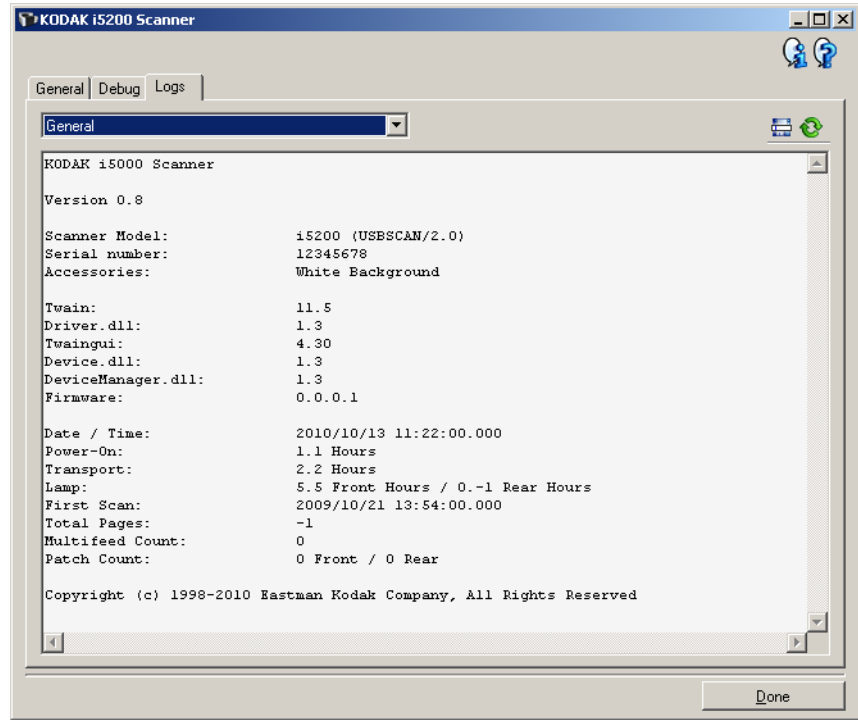 KODAK i5200 Scanner
General Debug Logs
General
KODAK i5000 Scanner
Version 0.8
Scanner Model: i5200 (USBSCAN/2.0)
Serial number: 12345678
Accessories: White Background
Twain: 11.5
Driver.dll: 1.3
Twaingui: 4.30
Device.dll: 1.3
DeviceManager.dll: 1.3
Firmware: 0.0.0.1
Date / Time: 2010/10/13 11:22:00.000
Power-On: 1.1 Hours
Transport: 2.2 Hours
Lamp: 5.5 Front Hours / 0.-1 Rear Hours
First Scan: 2009/10/21 13:54:00.000
Total Pages: -1
Multifeed Count: 0
Patch Count: 0 Front / 0 Rear
Copyright (c) 1998-2010 Eastman Kodak Company, All Rights Reserved
Done